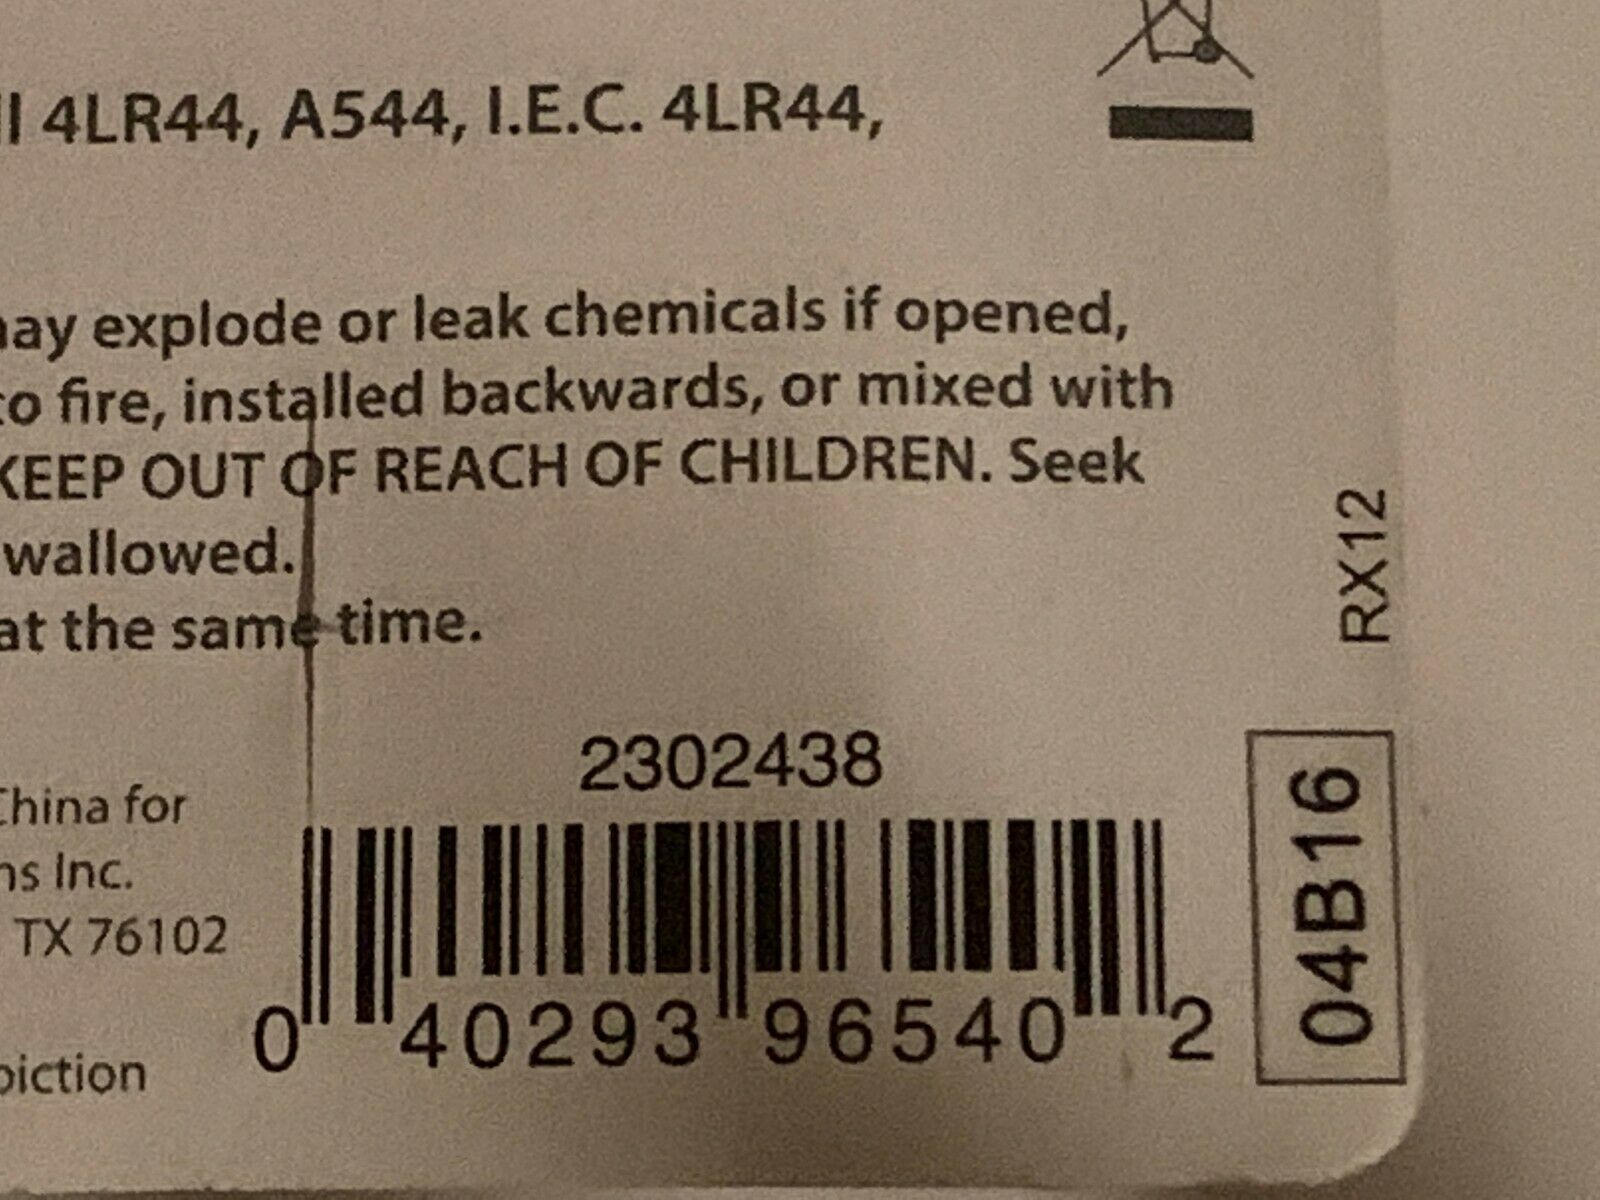 4LR44, A544, I.E.C. 4LR44,
explode or leak chemicals if opened,
to fire, installed backwards, or mixed with
KEEP OUT OF REACH OF CHILDREN. Seek
wallowed.
at the same time.
RX12
2302438
China for
ns Inc.
TX 76102
04B16
0 40293 96540 2
piction